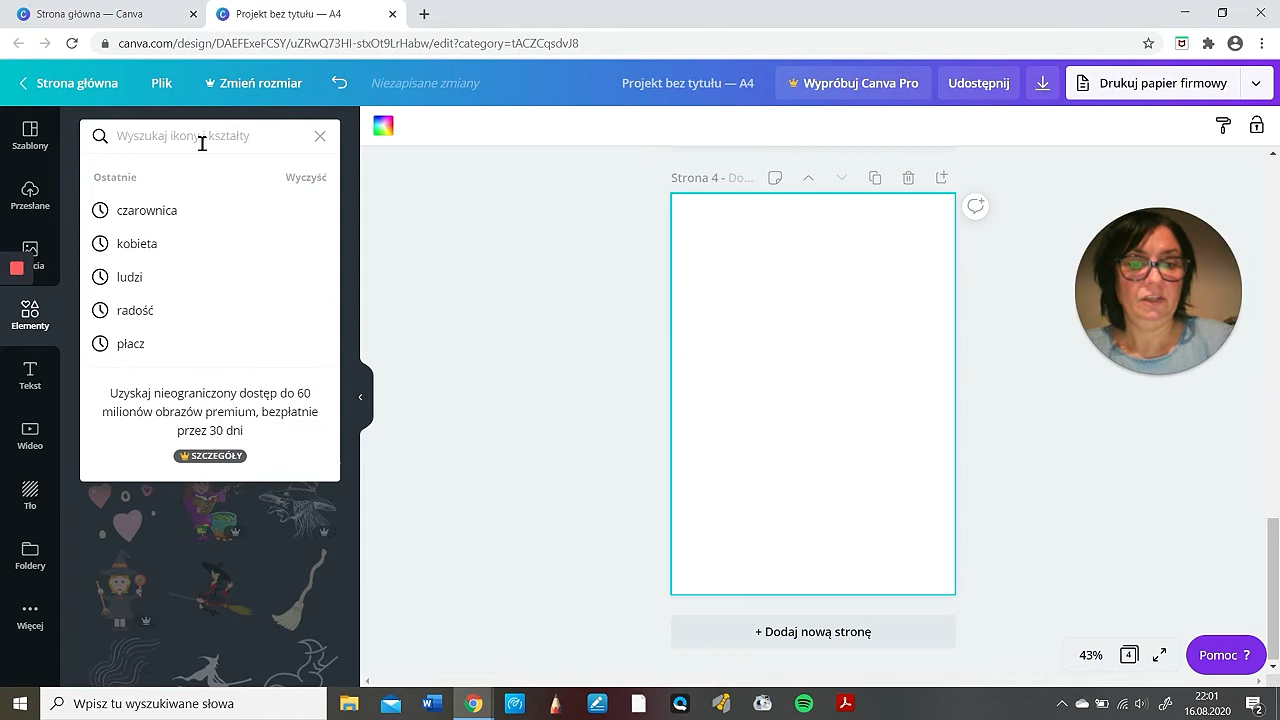 Strona główna — Canva
Projekt bez tytułu — A4
canva.com/design/DAEFExeFCSY/uZRwQ73HI-stxOt9LrHabw/edit?category=tACZCqsdvJ8
Strona główna
Plik
Zmień rozmiar
Niezapisane zmiany
Projekt bez tytułu — A4
Wypróbuj Canva Pro
Udostępnij
Drukuj papier firmowy
Szablony
Przesłane
cia
Elementy
Tekst
Wideo
Tło
Foldery
Więcej
Wyszukaj ikony i kształty
Ostatnie
Wyczyść
czarownica
kobieta
ludzi
radość
płacz
Uzyskaj nieograniczony dostęp do 60
milionów obrazów premium, bezpłatnie
przez 30 dni
SZCZEGÓŁY
Strona 4 - Do...
+ Dodaj nową stronę
43%
4
Pomoc ?
Wpisz tu wyszukiwane słowa
22:01
16.08.2020
2